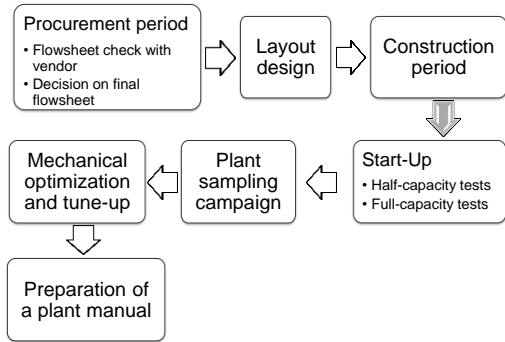 Procurement period
• Flowsheet check with
vendor
• Decision on final
flowsheet
Layout
design
Construction
period
Start-Up
• Half-capacity tests
• Full-capacity tests
Plant
sampling
campaign
Mechanical
optimization
and tune-up
Preparation of
a plant manual